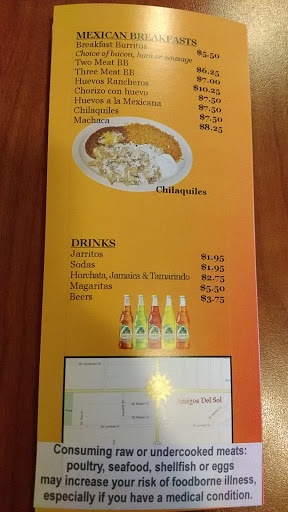 MEXICAN BREAKFASTS
Breakfast Burritos $5.50
Choice of bacon, ham or sausage
Two Meat BB $6.25
Three Meat BB $7.00
Huevos Rancheros $10.25
Chorizo con huevo $7.50
Huevos a la Mexicana $7.50
Chilaquiles $7.50
Machaca $8.25
Chilaquiles
DRINKS
Jarritos $1.95
Sodas $1.95
Horchata, Jamaica & Tamarindo $2.75
Magaritas $5.50
Beers $3.75
Amigos Del Sol
Consuming raw or undercooked meats:
poultry, seafood, shellfish or eggs
may increase your risk of foodborne illness,
especially if you have a medical condition.